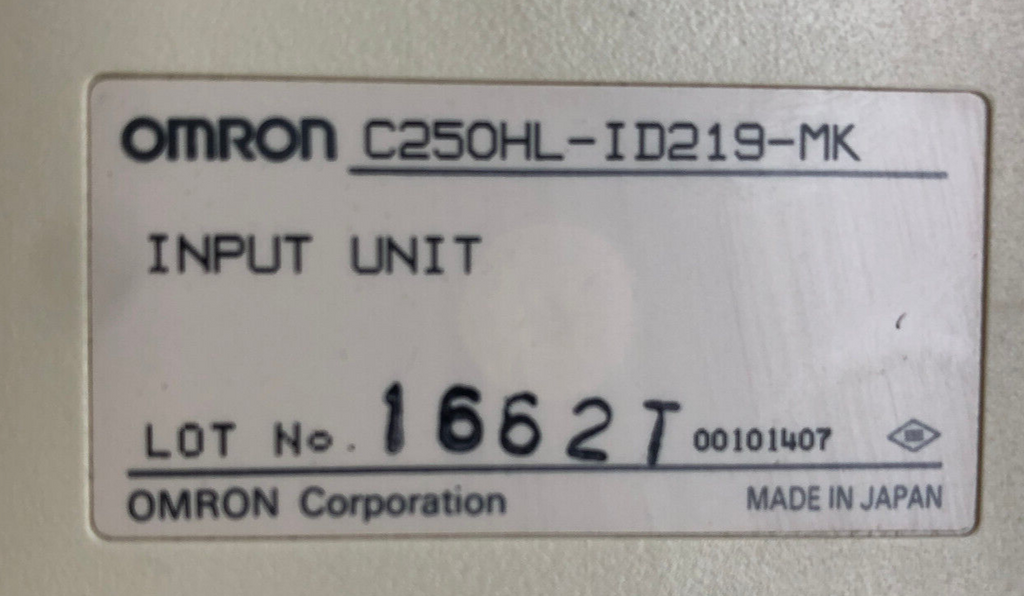 OMRON C250HL-ID219-MK
INPUT UNIT
LOT No. 1662T 00101407
OMRON Corporation MADE IN JAPAN